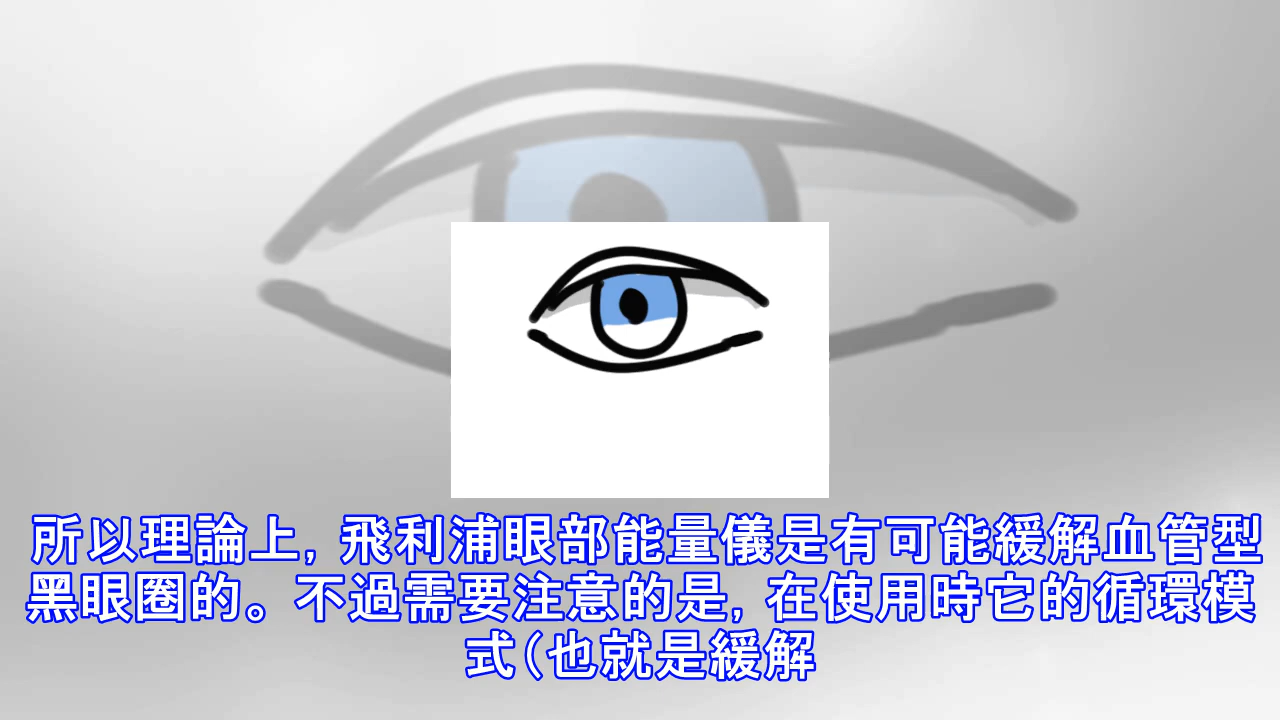 所以理論上，飛利浦眼部能量儀是有可能緩解血管型
黑眼圈的。不過需要注意的是，在使用時它的循環模
式（也就是緩解